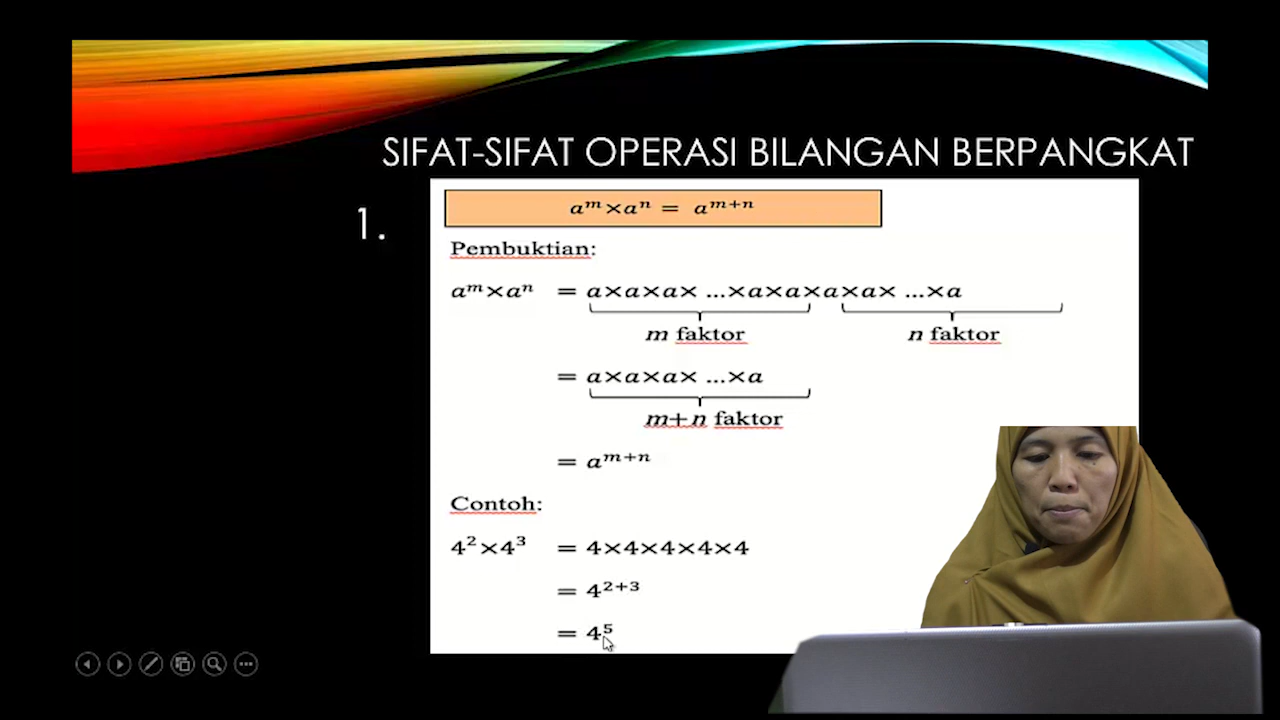 SIFAT-SIFAT OPERASI BILANGAN BERPANGKAT
1.
aᵐ×aⁿ = aᵐ⁺ⁿ
Pembuktian:
aᵐ×aⁿ = a×a×a× ...×a×a×a×a× ...×a
m faktor n faktor
= a×a×a× ...×a
m+n faktor
= aᵐ⁺ⁿ
Contoh:
4²×4³ = 4×4×4×4×4
= 4²⁺³
= 4⁵